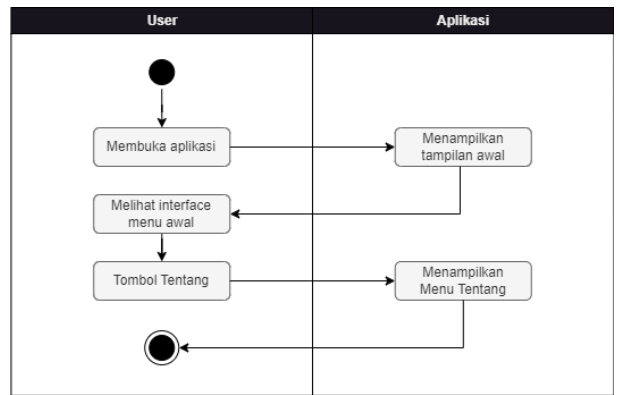 User
Aplikasi
Membuka aplikasi
Menampilkan
tampilan awal
Melihat interface
menu awal
Tombol Tentang
Menampilkan
Menu Tentang